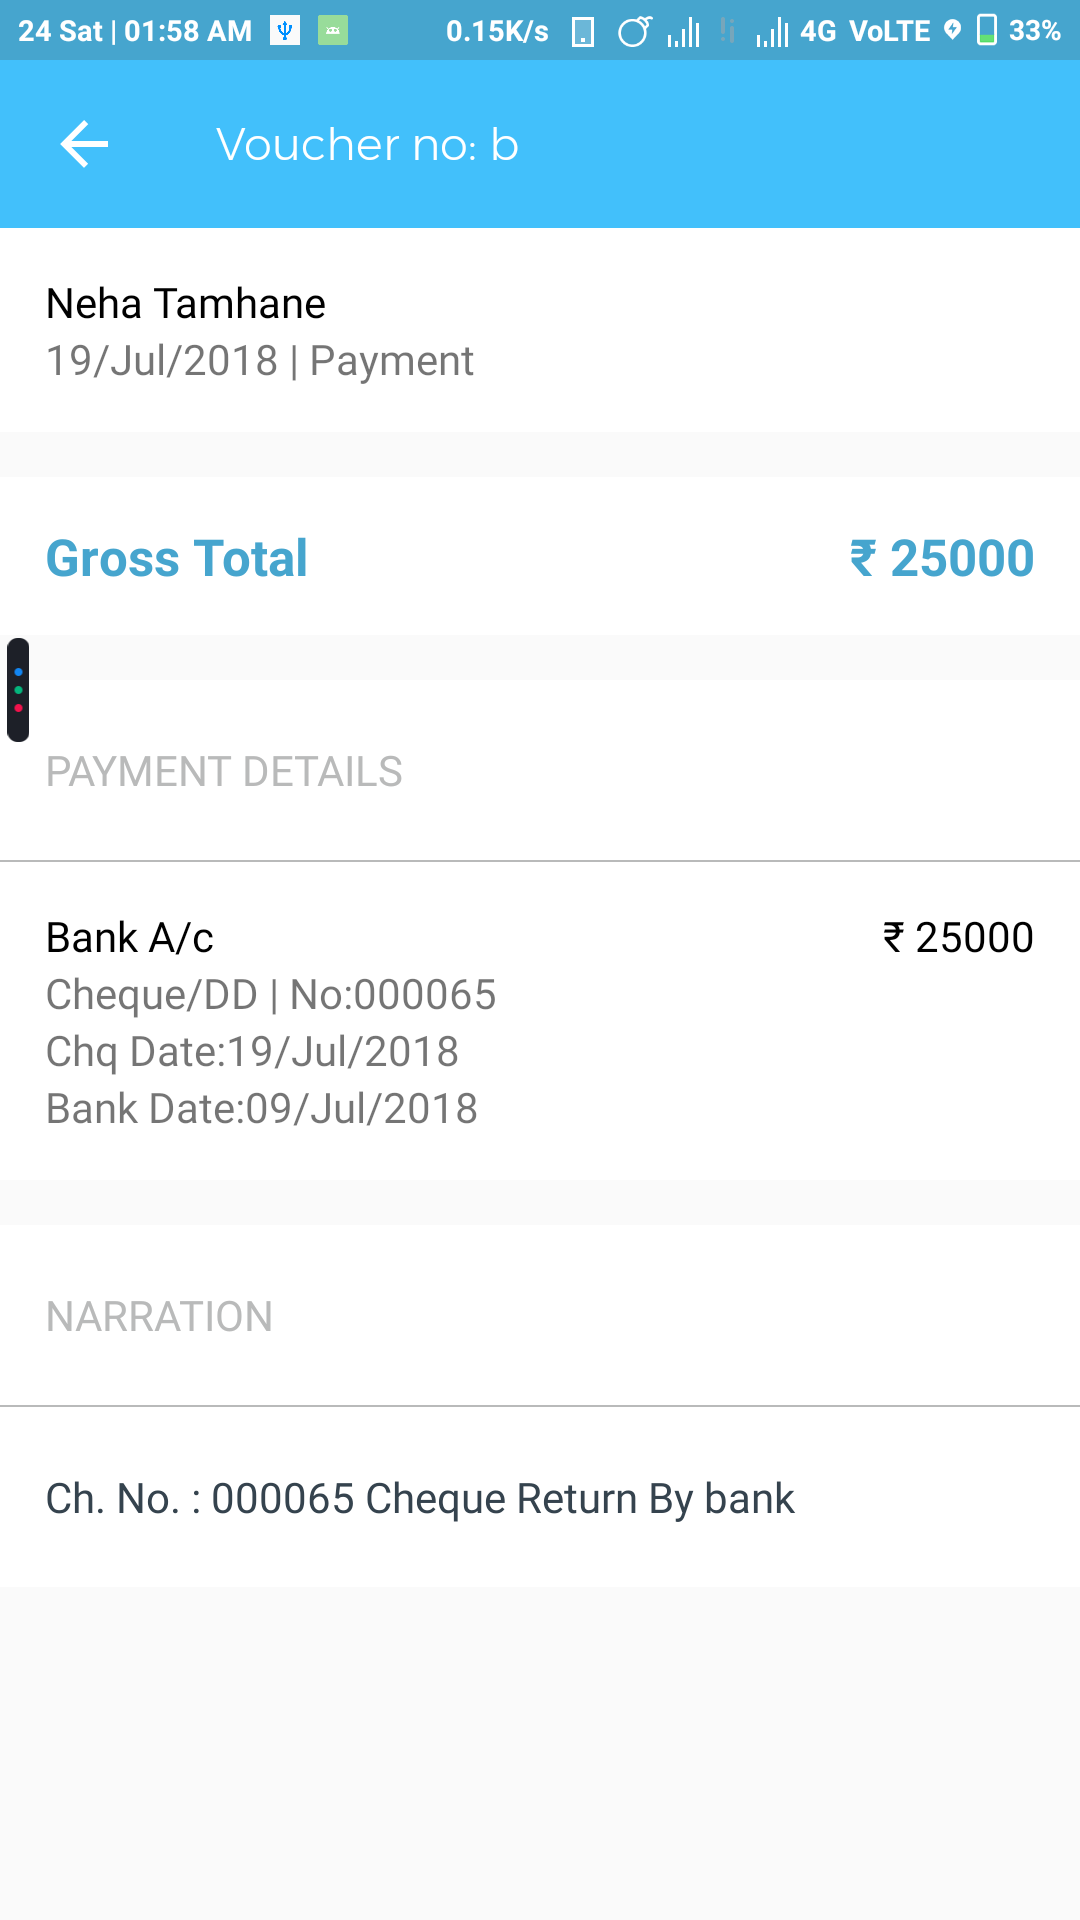 24 Sat | 01:58 AM 0.15K/s 4G VoLTE 33%
Voucher no: b
Neha Tamhane
19/Jul/2018 | Payment
Gross Total ₹ 25000
PAYMENT DETAILS
Bank A/c ₹ 25000
Cheque/DD | No:000065
Chq Date:19/Jul/2018
Bank Date:09/Jul/2018
NARRATION
Ch. No. : 000065 Cheque Return By bank